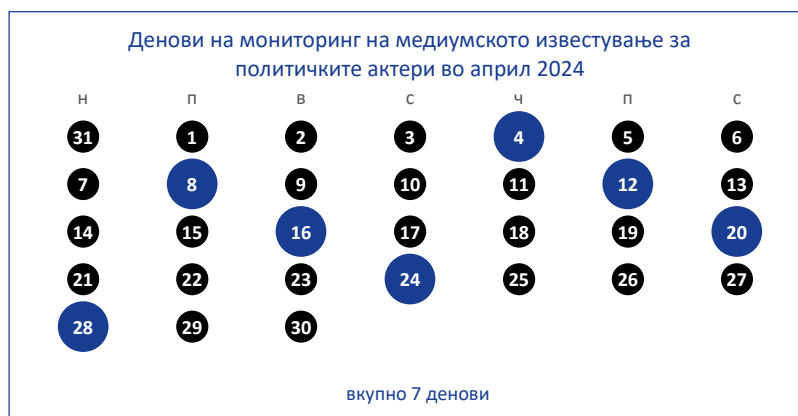 Денови на мониторинг на медиумското известување за
политичките актери во април 2024
н п в с ч п с
31 1 2 3 4 5 6
7 8 9 10 11 12 13
14 15 16 17 18 19 20
21 22 23 24 25 26 27
28 29 30
вкупно 7 денови